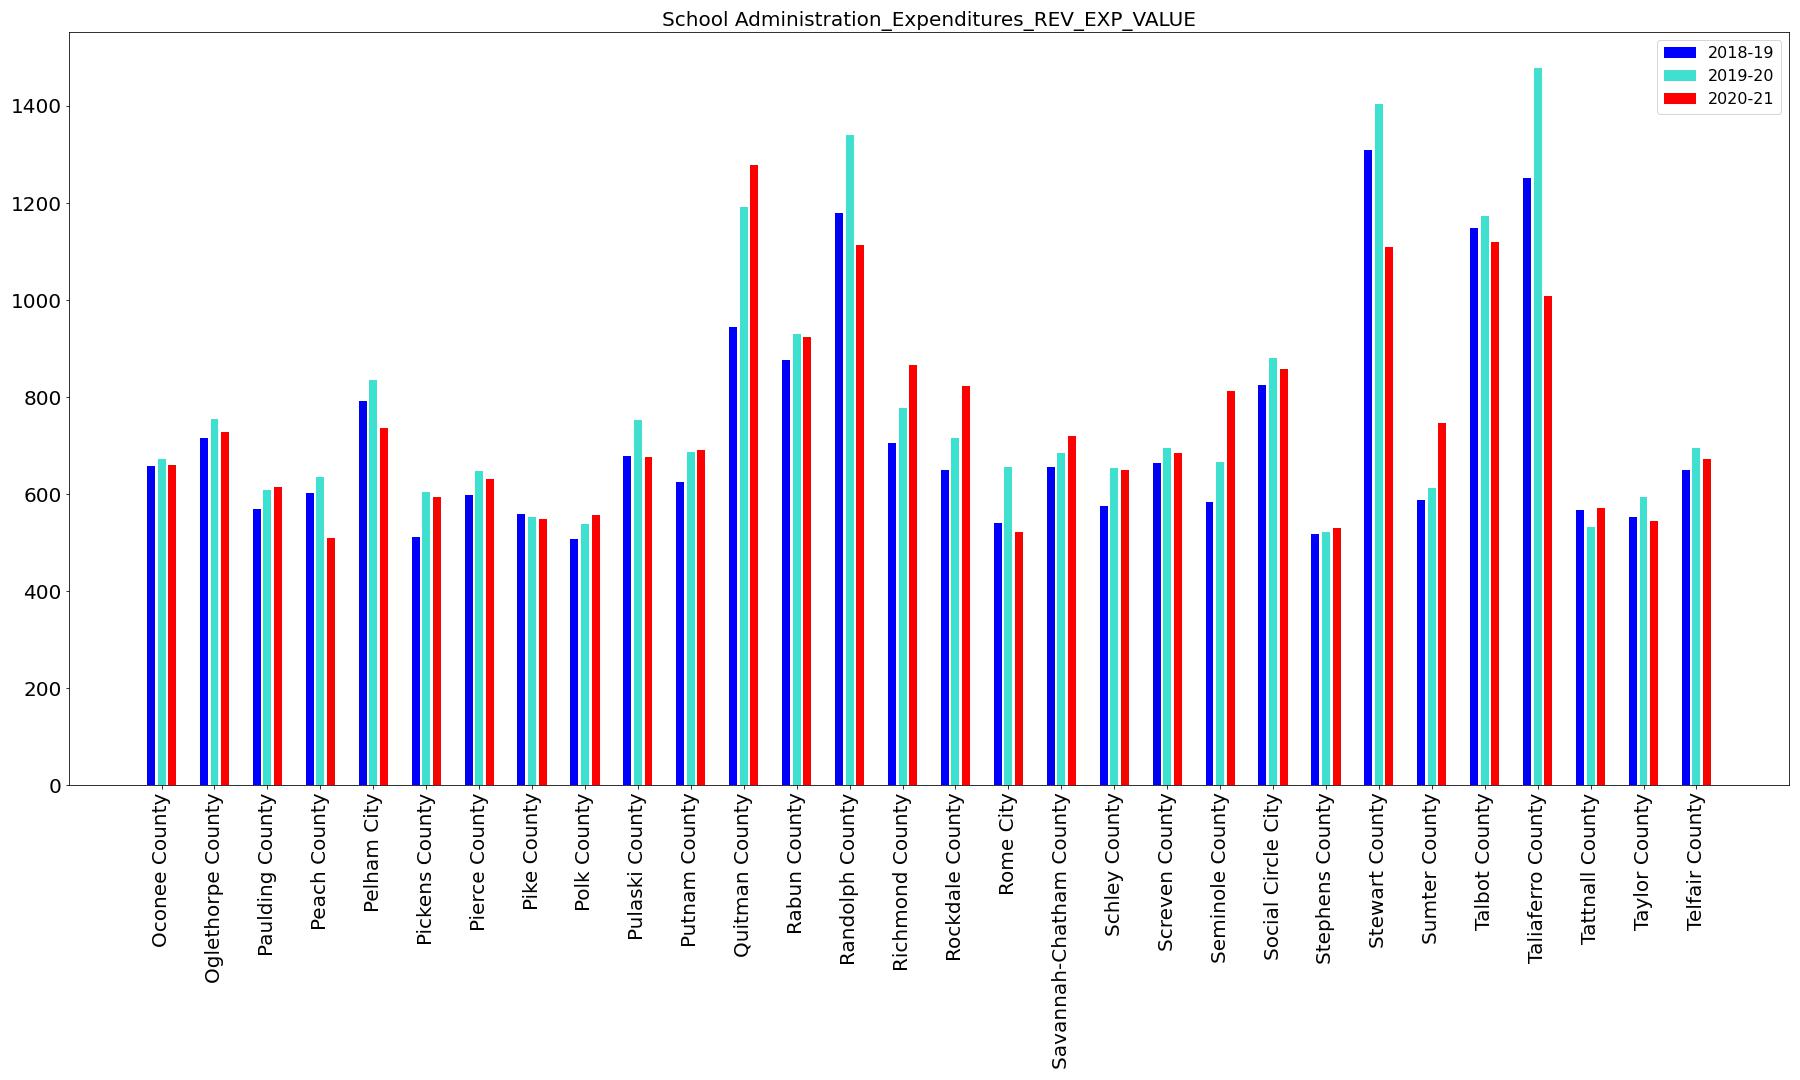 School Administration_Expenditures_REV_EXP_VALUE
2018-19
2019-20
2020-21
1400
1200
1000
800
600
400
200
0
Oconee County
Oglethorpe County
Paulding County
Peach County
Pelham City
Pickens County
Pierce County
Pike County
Polk County
Pulaski County
Putnam County
Quitman County
Rabun County
Randolph County
Richmond County
Rockdale County
Rome City
Savannah-Chatham County
Schley County
Screven County
Seminole County
Social Circle City
Stephens County
Stewart County
Sumter County
Talbot County
Taliaferro County
Tattnall County
Taylor County
Telfair County